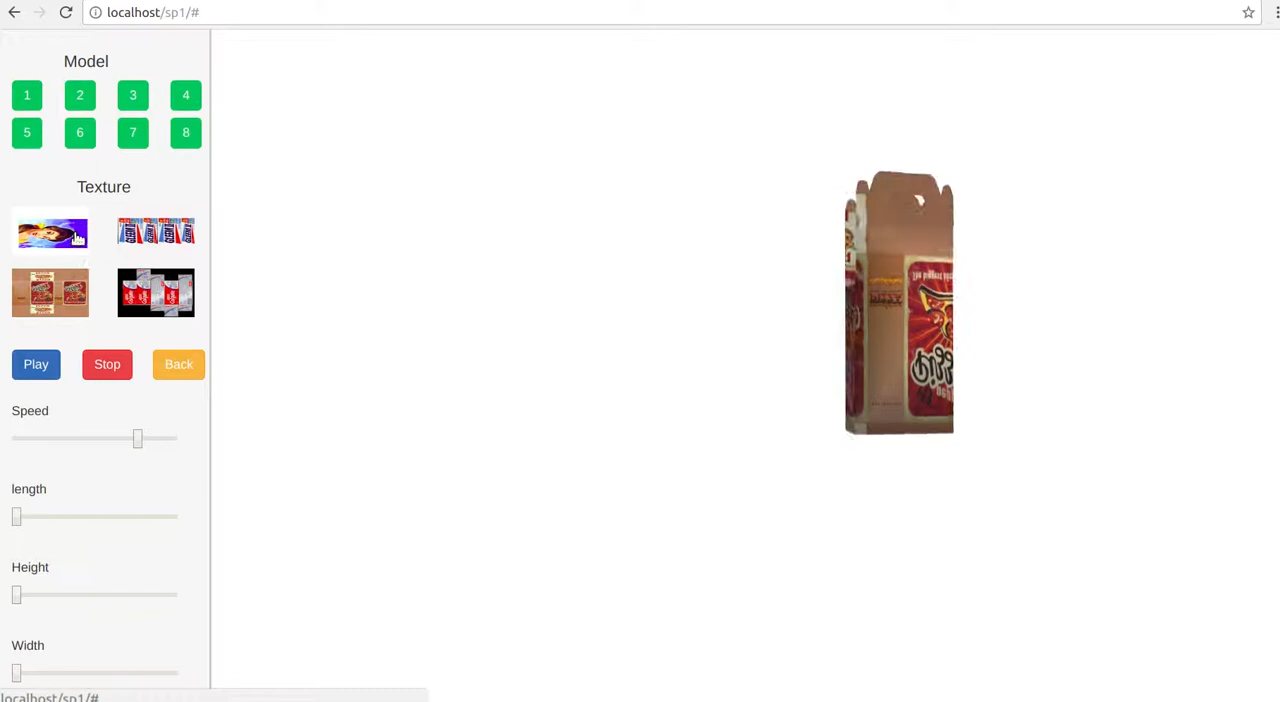 localhost/sp1/#
Model
1 2 3 4
5 6 7 8
Texture
Play Stop Back
Speed
length
Height
Width
localhost/sp1/#